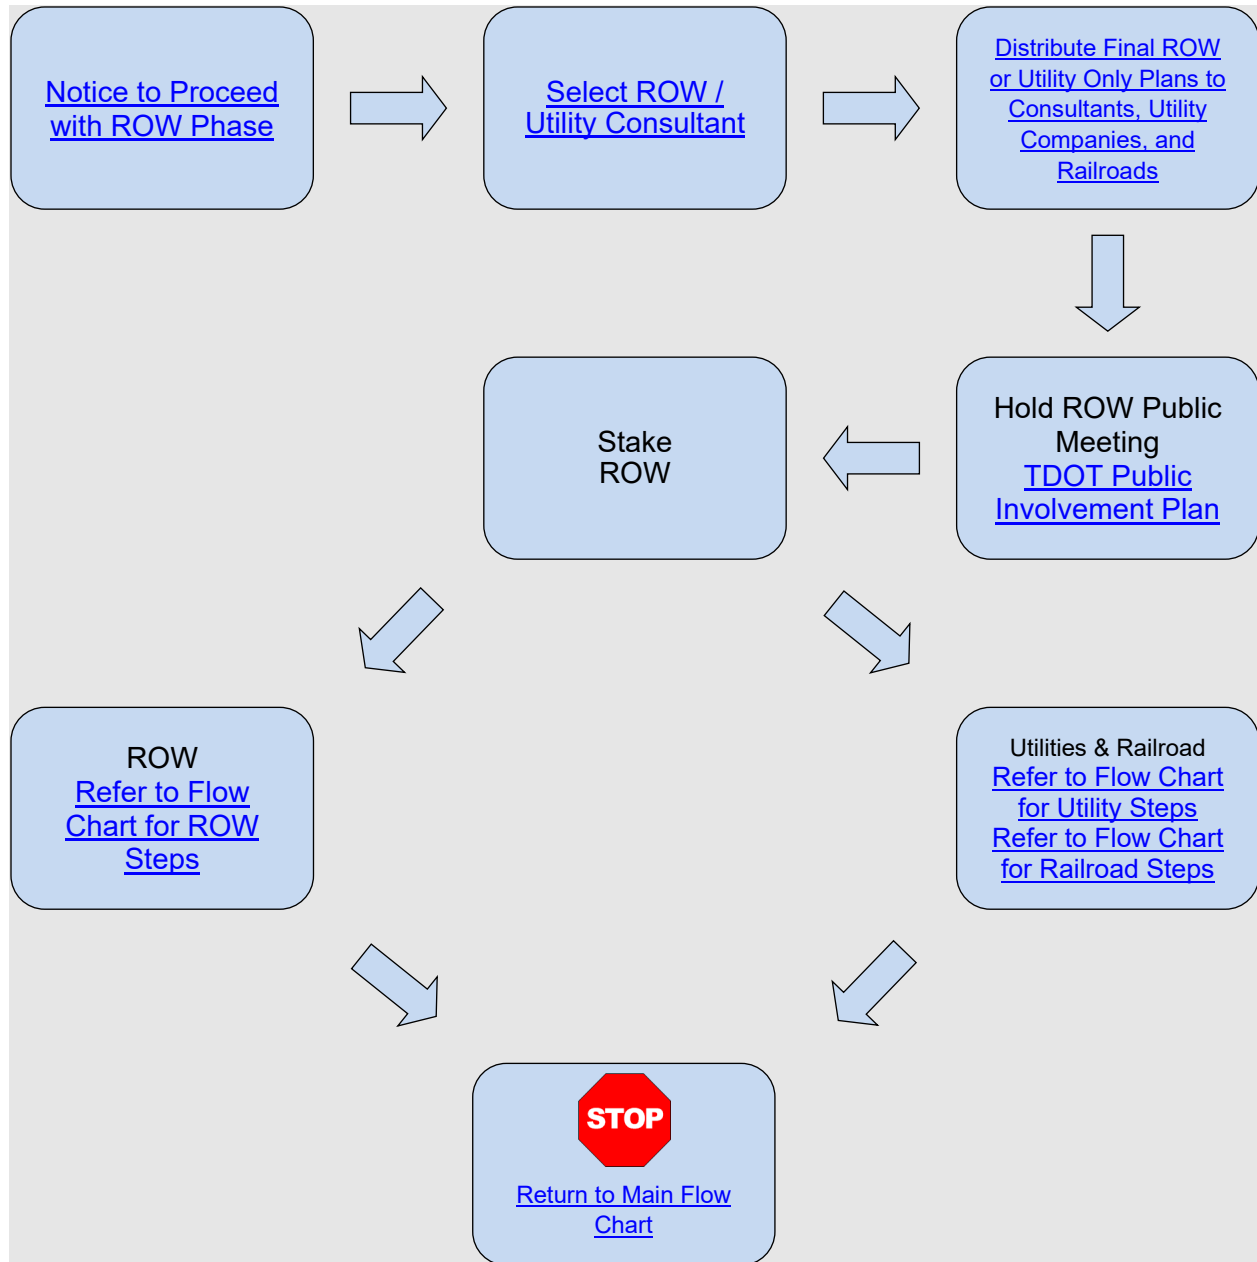 Notice to Proceed
with ROW Phase
Select ROW /
Utility Consultant
Distribute Final ROW
or Utility Only Plans to
Consultants, Utility
Companies, and
Railroads
Hold ROW Public
Meeting
TDOT Public
Involvement Plan
Stake
ROW
ROW
Refer to Flow
Chart for ROW
Steps
Utilities & Railroad
Refer to Flow Chart
for Utility Steps
Refer to Flow Chart
for Railroad Steps
STOP
Return to Main Flow
Chart